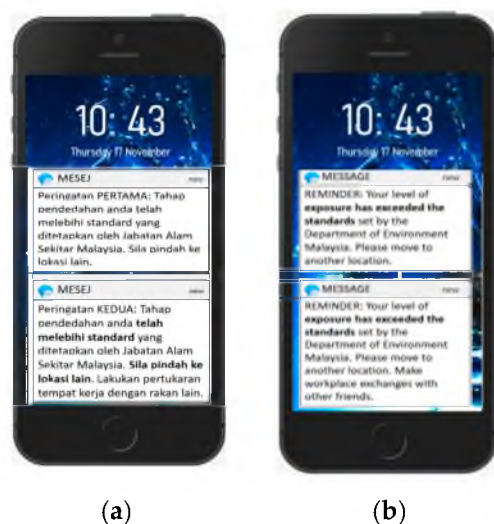 10: 43
Thursday 17 November
MESEJ new
Peringatan PERTAMA: Tahap
pendedahan anda telah
melebihi standard yang
ditetapkan oleh Jabatan Alam
Sekitar Malaysia. Sila pindah ke
lokasi lain.
MESEJ new
Peringatan KEDUA: Tahap
pendedahan anda telah
melebihi standard yang
ditetapkan oleh Jabatan Alam
Sekitar Malaysia. Sila pindah ke
lokasi lain. Lakukan pertukaran
tempat kerja dengan rakan lain.
(a)
10: 43
Thursday 17 November
MESSAGE new
REMINDER: Your level of
exposure has exceeded the
standards set by the
Department of Environment
Malaysia. Please move to
another location.
MESSAGE new
REMINDER: Your level of
exposure has exceeded the
standards set by the
Department of Environment
Malaysia. Please move to
another location. Make
workplace exchanges with
other friends.
(b)